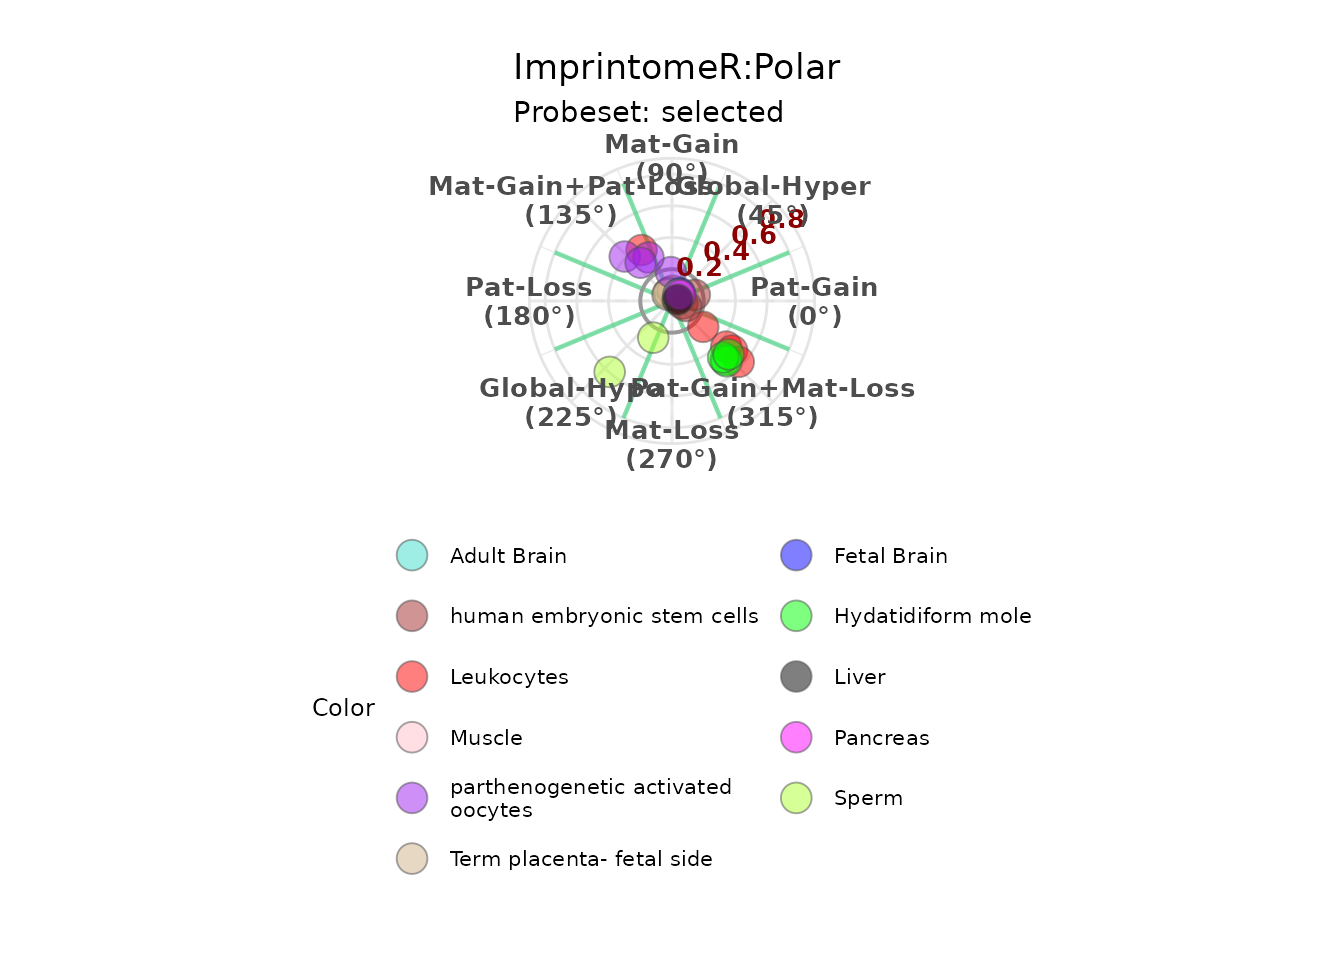 ImprintomeR:Polar
Probeset: selected
Mat-Gain
(90°)
Mat-Gain+Pat-Loss
(135°)
Global-Hyper
(45°)
0.8
0.6
0.4
0.2
Pat-Loss
(180°)
Pat-Gain
(0°)
Global-Hypo
(225°)
Pat-Gain+Mat-Loss
(315°)
Mat-Loss
(270°)
Color
Adult Brain
human embryonic stem cells
Leukocytes
Muscle
parthenogenetic activated
oocytes
Term placenta- fetal side
Fetal Brain
Hydatidiform mole
Liver
Pancreas
Sperm